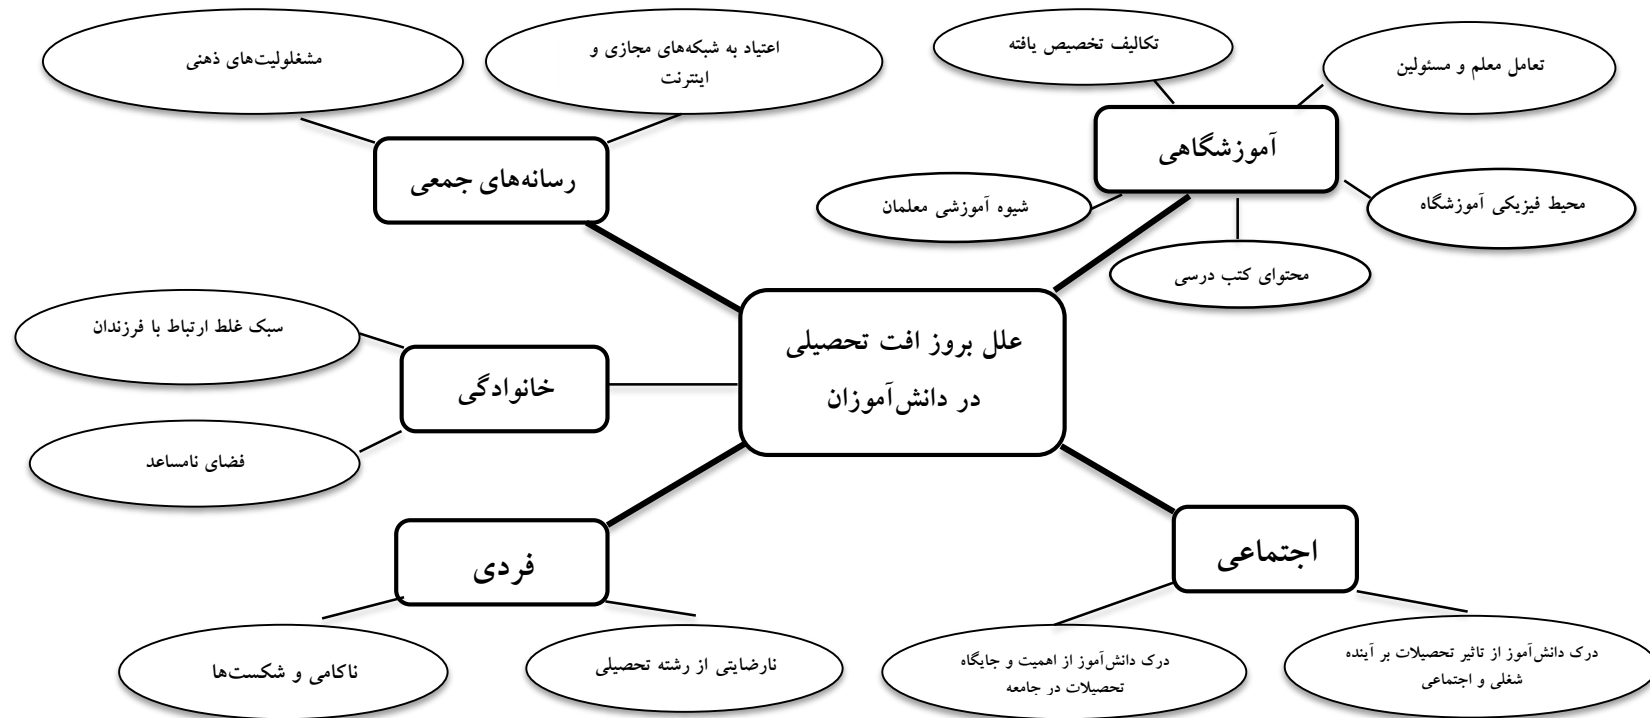 تکالیف تخصیص یافته
تعامل معلم و مسئولین
آموزشگاهی
محیط فیزیکی آموزشگاه
شیوه آموزشی معلمان
محتوای کتب درسی
اعتیاد به شبکه‌های مجازی و
اینترنت
مشغلولیت‌های ذهنی
رسانه‌های جمعی
علل بروز افت تحصیلی
در دانش‌آموزان
سبک غلط ارتباط با فرزندان
خانوادگی
فضای نامساعد
اجتماعی
درک دانش‌آموز از تاثیر تحصیلات بر آینده
شغلی و اجتماعی
درک دانش‌آموز از اهمیت و جایگاه
تحصیلات در جامعه
فردی
نارضایتی از رشته تحصیلی
ناکامی و شکست‌ها